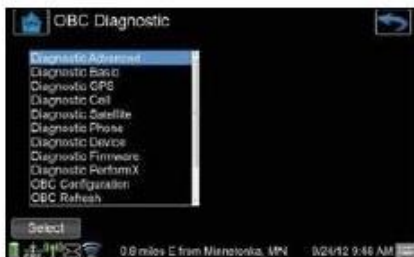 OBC Diagnostic
Diagnostic Advanced
Diagnostic Basic
Diagnostic GPS
Diagnostic Cell
Diagnostic Satellite
Diagnostic Phone
Diagnostic Device
Diagnostic Firmware
Diagnostic PerformX
OBC Configuration
OBC Refresh
Select
0.8 miles E from Minnetonka, MN 9/24/12 9:46 AM